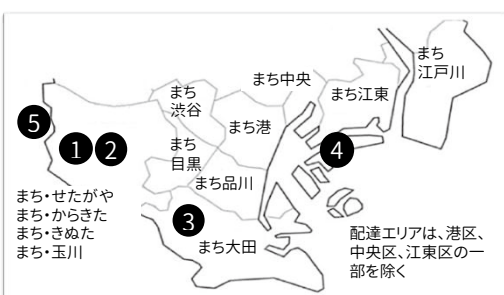 まち
江戸川
まち中央
まち江東
まち
渋谷
まち港
まち
目黒
まち品川
まち大田
5
1
2
3
4
まち・せたがや
まち・からきた
まち・きぬた
まち・玉川
配達エリアは、港区、
中央区、江東区の一
部を除く